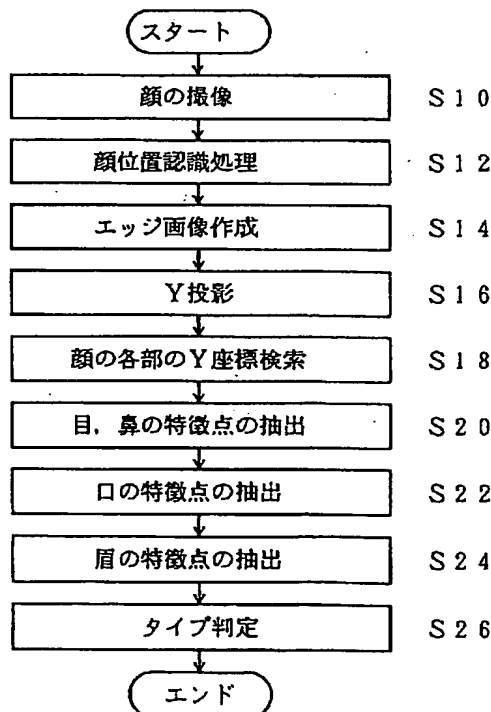 スタート
顔の撮像 S10
顔位置認識処理 S12
エッジ画像作成 S14
Y投影 S16
顔の各部のY座標検索 S18
目，鼻の特徴点の抽出 S20
口の特徴点の抽出 S22
眉の特徴点の抽出 S24
タイプ判定 S26
エンド